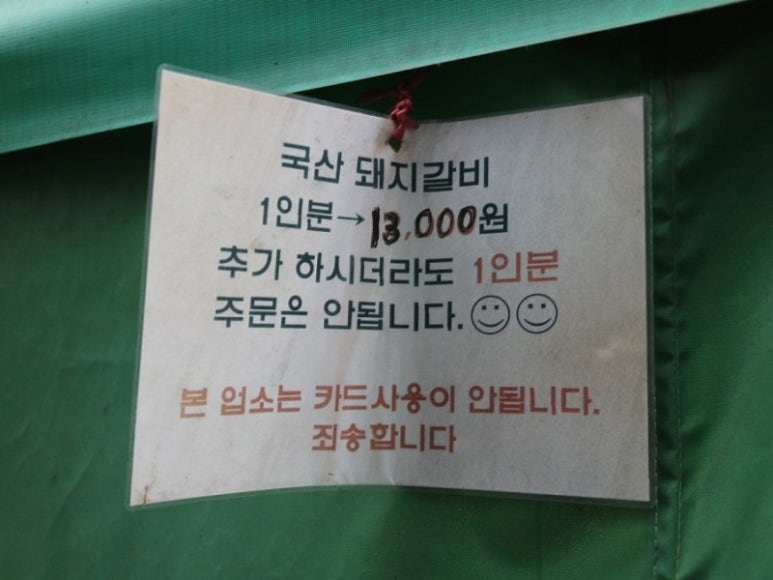 국산 돼지갈비
1인분→13,000원
추가 하시더라도 1인분
주문은 안됩니다.☺☺
본 업소는 카드사용이 안됩니다.
죄송합니다